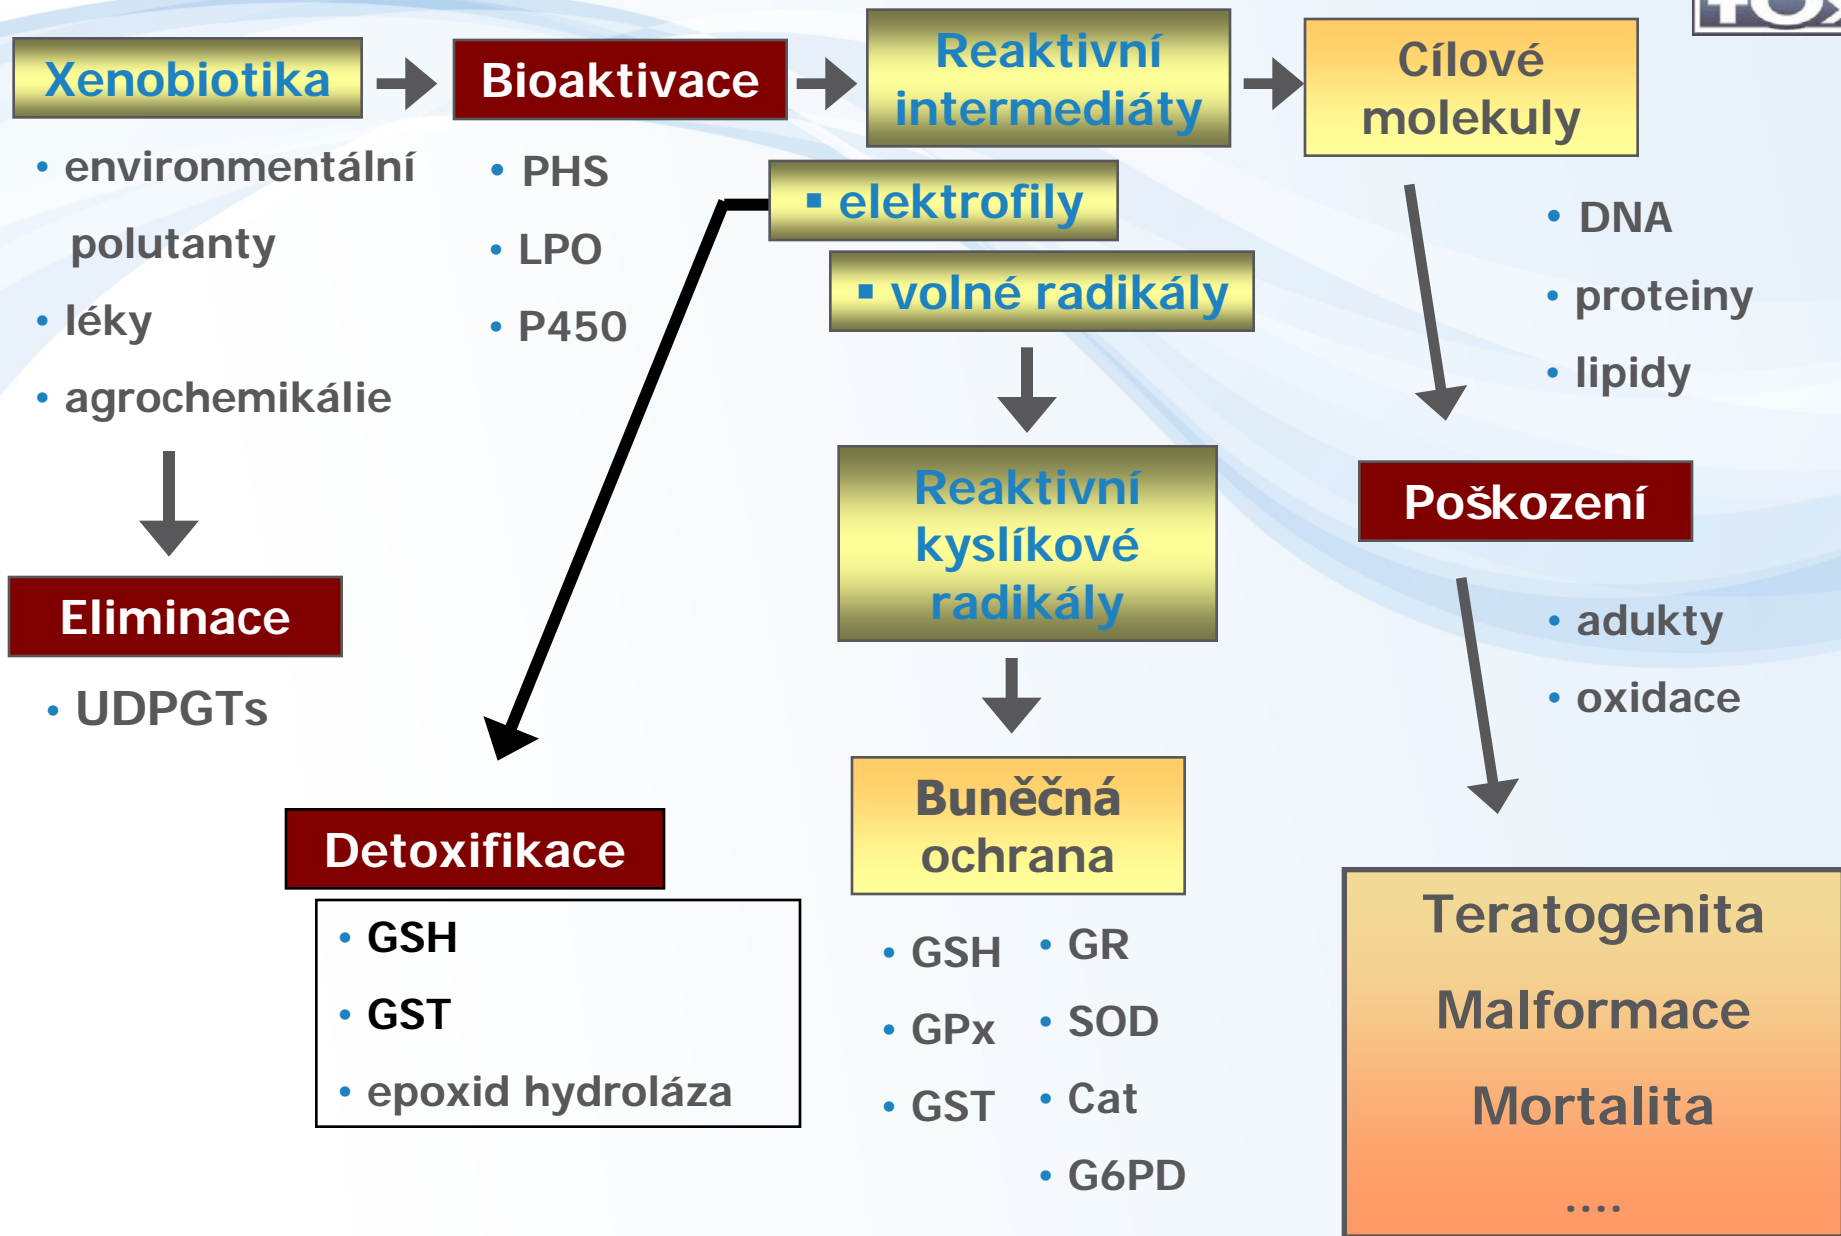 Xenobiotika
• environmentální
polutanty
• léky
• agrochemikálie
Eliminace
• UDPGTs
Bioaktivace
• PHS
• LPO
• P450
Reaktivní
intermediáty
▪ elektrofily
▪ volné radikály
Detoxifikace
• GSH
• GST
• epoxid hydroláza
Reaktivní
kyslíkové
radikály
Buněčná
ochrana
• GSH
• GPx
• GST
• GR
• SOD
• Cat
• G6PD
Cílové
molekuly
• DNA
• proteiny
• lipidy
Poškození
• adukty
• oxidace
Teratogenita
Malformace
Mortalita
....